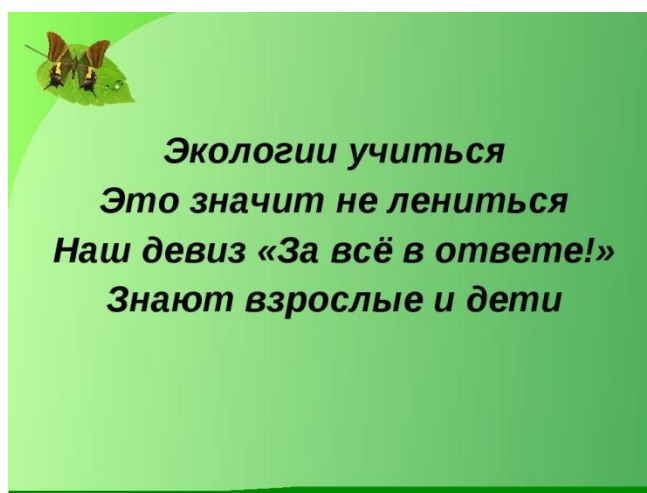 Экологии учиться
Это значит не лениться
Наш девиз «За всё в ответе!»
Знают взрослые и дети